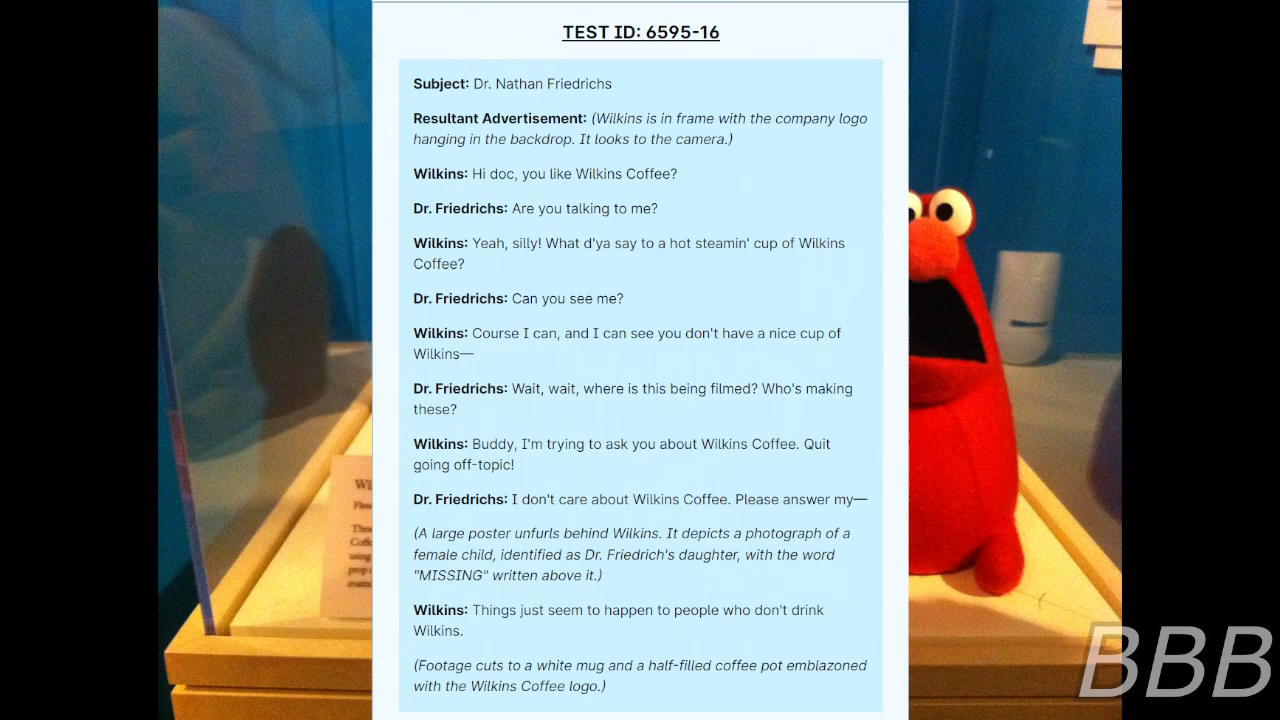 TEST ID: 6595-16
Subject: Dr. Nathan Friedrichs
Resultant Advertisement: (Wilkins is in frame with the company logo
hanging in the backdrop. It looks to the camera.)
Wilkins: Hi doc, you like Wilkins Coffee?
Dr. Friedrichs: Are you talking to me?
Wilkins: Yeah, silly! What d'ya say to a hot steamin' cup of Wilkins
Coffee?
Dr. Friedrichs: Can you see me?
Wilkins: Course I can, and I can see you don't have a nice cup of
Wilkins—
Dr. Friedrichs: Wait, wait, where is this being filmed? Who's making
these?
Wilkins: Buddy, I'm trying to ask you about Wilkins Coffee. Quit
going off-topic!
Dr. Friedrichs: I don't care about Wilkins Coffee. Please answer my—
(A large poster unfurls behind Wilkins. It depicts a photograph of a
female child, identified as Dr. Friedrich's daughter, with the word
"MISSING" written above it.)
Wilkins: Things just seem to happen to people who don't drink
Wilkins.
(Footage cuts to a white mug and a half-filled coffee pot emblazoned
with the Wilkins Coffee logo.)
BBB